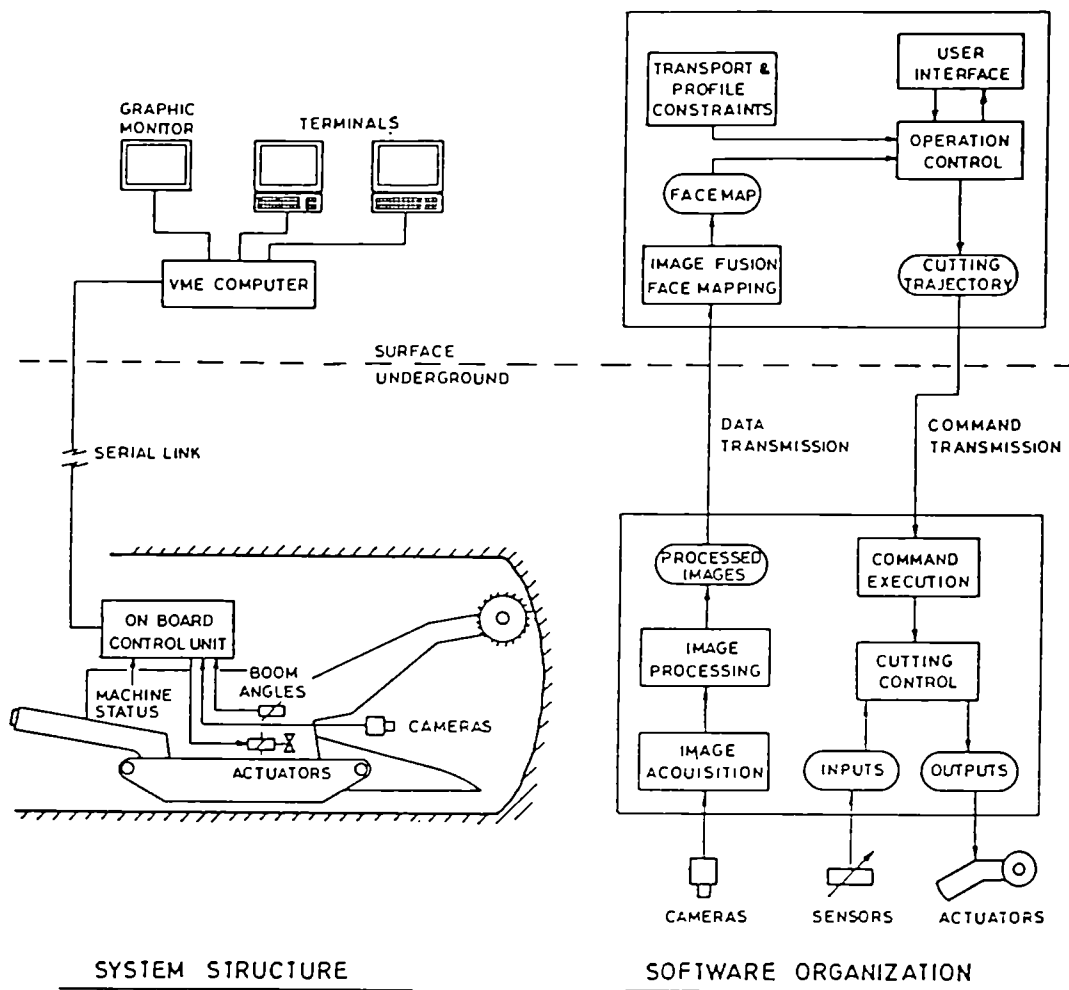 GRAPHIC
MONITOR
TERMINALS
VME COMPUTER
SURFACE
UNDERGROUND
SERIAL LINK
ON BOARD
CONTROL UNIT
BOOM
ANGLES
MACHINE
STATUS
CAMERAS
ACTUATORS
SYSTEM STRUCTURE
TRANSPORT &
PROFILE
CONSTRAINTS
USER
INTERFACE
OPERATION
CONTROL
FACE MAP
IMAGE FUSION
FACE MAPPING
CUTTING
TRAJECTORY
DATA
TRANSMISSION
COMMAND
TRANSMISSION
PROCESSED
IMAGES
COMMAND
EXECUTION
IMAGE
PROCESSING
CUTTING
CONTROL
IMAGE
ACQUISITION
INPUTS
OUTPUTS
CAMERAS
SENSORS
ACTUATORS
SOFTWARE ORGANIZATION